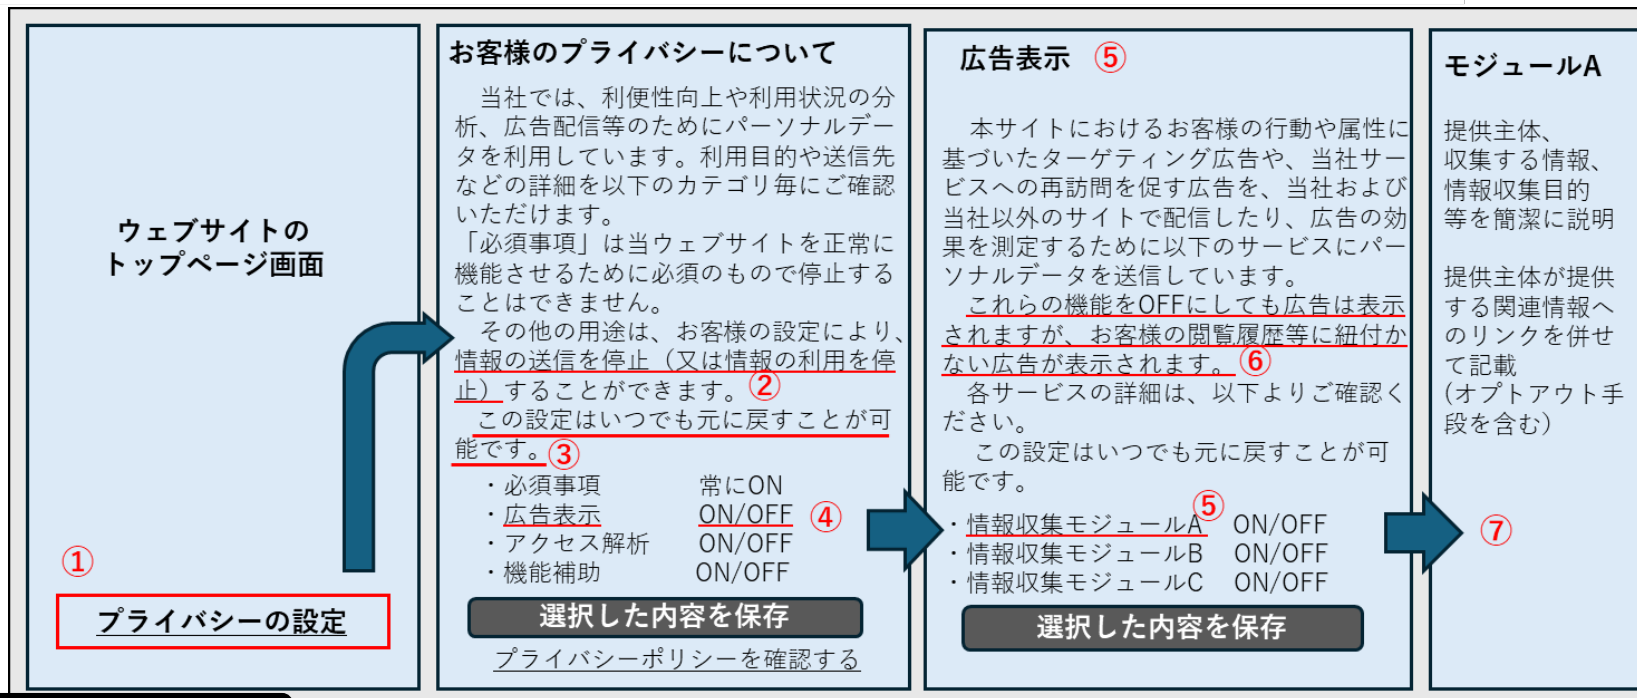 ウェブサイトの
トップページ画面
①
プライバシーの設定
お客様のプライバシーについて
当社では、利便性向上や利用状況の分
析、広告配信等のためにパーソナルデー
タを利用しています。利用目的や送信先
などの詳細を以下のカテゴリ毎にご確認
いただけます。
「必須事項」は当ウェブサイトを正常に
機能させるために必須のもので停止する
ことはできません。
その他の用途は、お客様の設定により、
情報の送信を停止（又は情報の利用を停
止）することができます。②
この設定はいつでも元に戻すことが可
能です。③
・必須事項 常にON
・広告表示 ON/OFF ④
・アクセス解析 ON/OFF
・機能補助 ON/OFF
選択した内容を保存
プライバシーポリシーを確認する
広告表示 ⑤
本サイトにおけるお客様の行動や属性に
基づいたターゲティング広告や、当社サー
ビスへの再訪問を促す広告を、当社および
当社以外のサイトで配信したり、広告の効
果を測定するために以下のサービスにパー
ソナルデータを送信しています。
これらの機能をOFFにしても広告は表示
されますが、お客様の閲覧履歴等に紐付か
ない広告が表示されます。⑥
各サービスの詳細は、以下よりご確認く
ださい。
この設定はいつでも元に戻すことが可
能です。
・情報収集モジュールA ⑤ ON/OFF
・情報収集モジュールB ON/OFF
・情報収集モジュールC ON/OFF
選択した内容を保存
モジュールA
提供主体、
収集する情報、
情報収集目的
等を簡潔に説明
提供主体が提供
する関連情報へ
のリンクを併せ
て記載
(オプトアウト手
段を含む)
⑦